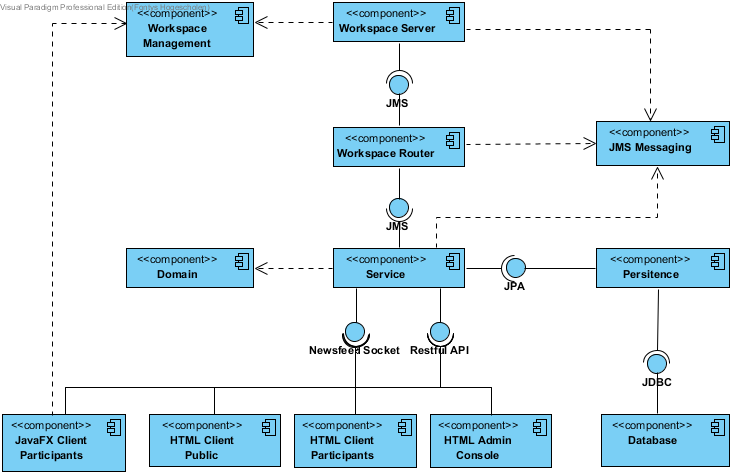 Visual Paradigm Professional Edition(Fontys Hogescholen)
<<component>>
Workspace
Management
<<component>>
Workspace Server
JMS
<<component>>
Workspace Router
<<component>>
JMS Messaging
JMS
<<component>>
Domain
<<component>>
Service
<<component>>
Persitence
JPA
Newsfeed Socket
Restful API
JDBC
<<component>>
JavaFX Client
Participants
<<component>>
HTML Client
Public
<<component>>
HTML Client
Participants
<<component>>
HTML Admin
Console
<<component>>
Database